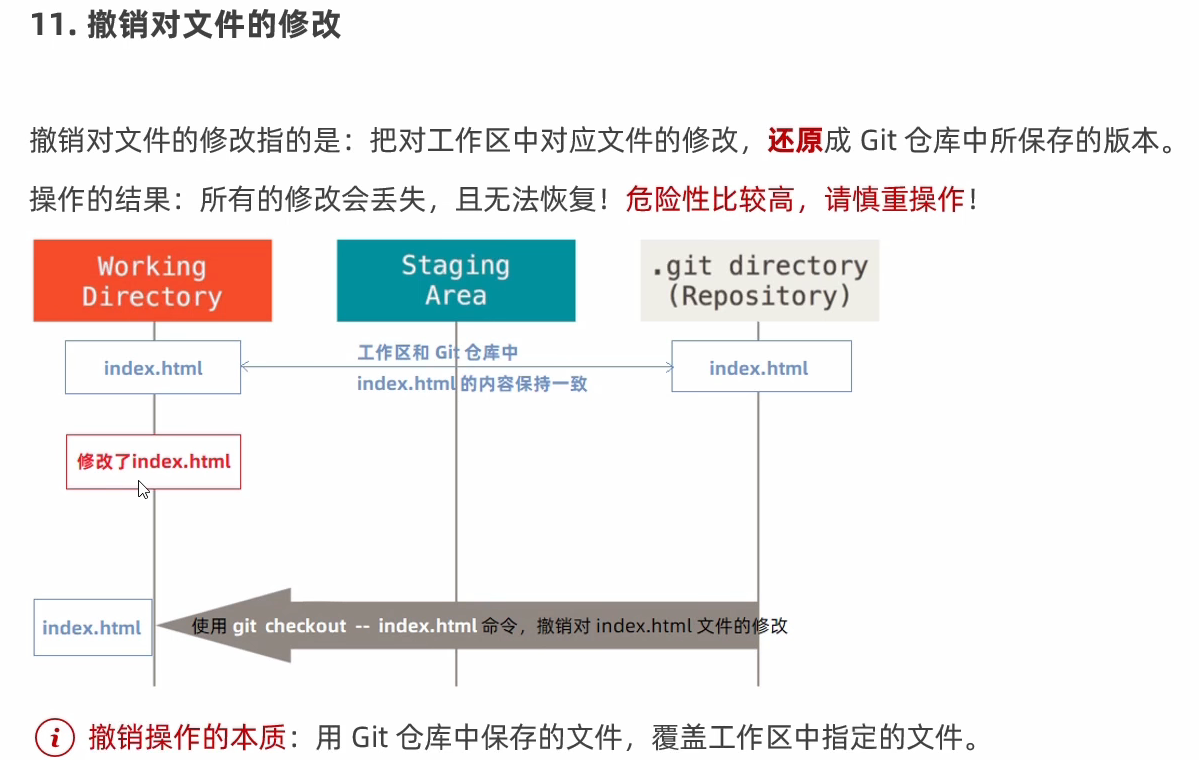 11. 撤销对文件的修改
撤销对文件的修改指的是：把对工作区中对应文件的修改，还原成 Git 仓库中所保存的版本。
操作的结果：所有的修改会丢失，且无法恢复！危险性比较高，请慎重操作！
Working
Directory
Staging
Area
.git directory
(Repository)
index.html
工作区和 Git 仓库中
index.html 的内容保持一致
index.html
修改了index.html
index.html
使用 git checkout -- index.html 命令，撤销对 index.html 文件的修改
i 撤销操作的本质：用 Git 仓库中保存的文件，覆盖工作区中指定的文件。